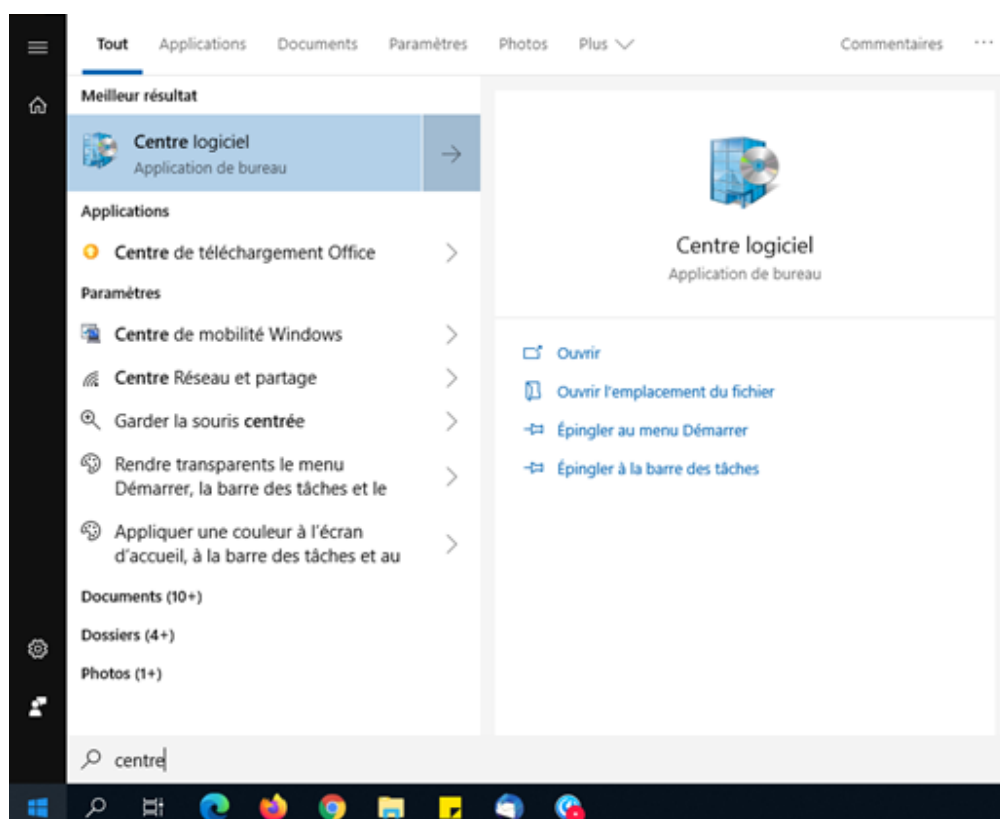 Tout Applications Documents Paramètres Photos Plus Commentaires ...
Meilleur résultat
Centre logiciel
Application de bureau
Applications
Centre de téléchargement Office
Paramètres
Centre de mobilité Windows
Centre Réseau et partage
Garder la souris centrée
Rendre transparents le menu
Démarrer, la barre des tâches et le
Appliquer une couleur à l'écran
d'accueil, à la barre des tâches et au
Documents (10+)
Dossiers (4+)
Photos (1+)
Centre logiciel
Application de bureau
Ouvrir
Ouvrir l'emplacement du fichier
Épingler au menu Démarrer
Épingler à la barre des tâches
centre